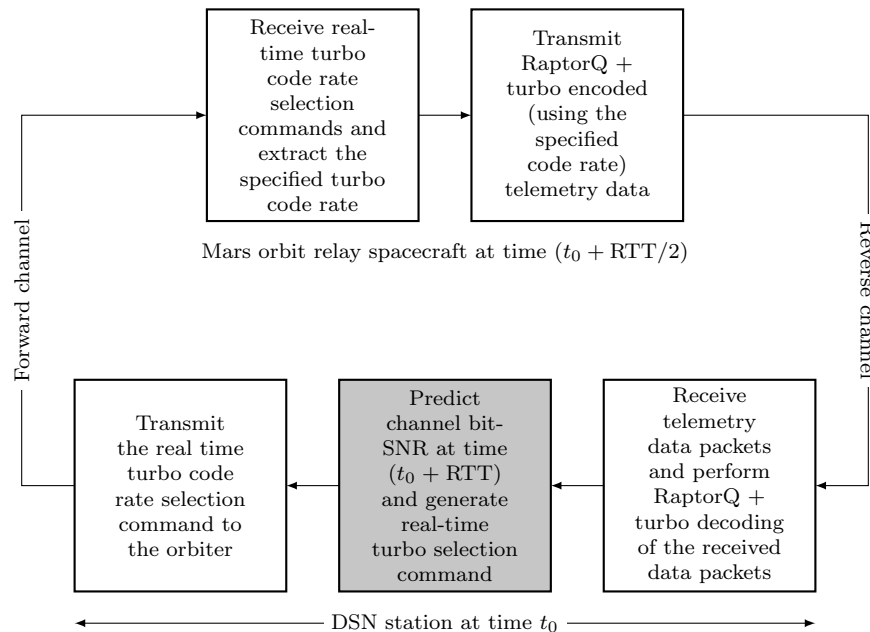 Receive real-
time turbo
code rate
selection
commands and
extract the
specified turbo
code rate
Transmit
RaptorQ +
turbo encoded
(using the
specified
code rate)
telemetry data
Mars orbit relay spacecraft at time (t₀ + RTT/2)
Forward channel
Reverse channel
Transmit
the real time
turbo code
rate selection
command to
the orbiter
Predict
channel bit-
SNR at time
(t₀ + RTT)
and generate
real-time
turbo selection
command
Receive
telemetry
data packets
and perform
RaptorQ +
turbo decoding
of the received
data packets
DSN station at time t₀